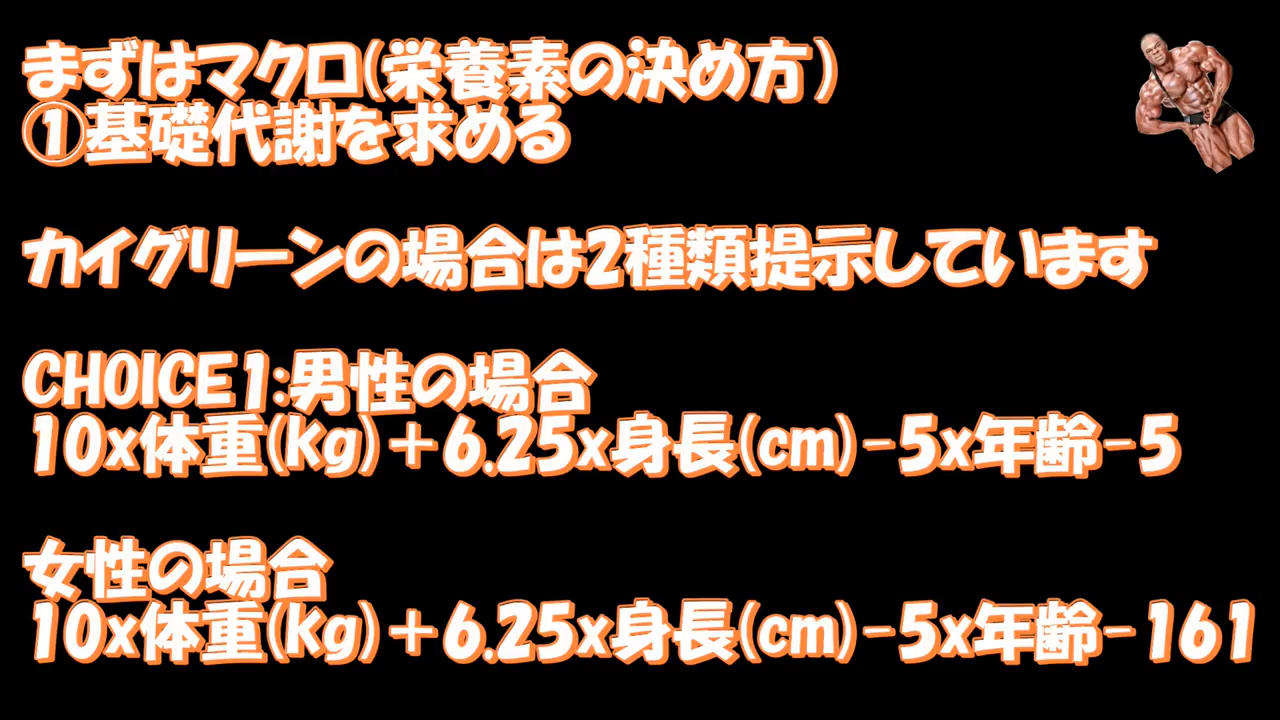 まずはマクロ(栄養素の決め方)
①基礎代謝を求める
カイグリーンの場合は2種類提示しています
CHOICE1:男性の場合
10x体重(Kg)+6.25x身長(cm)-5x年齢-5
女性の場合
10x体重(Kg)+6.25x身長(cm)-5x年齢-161